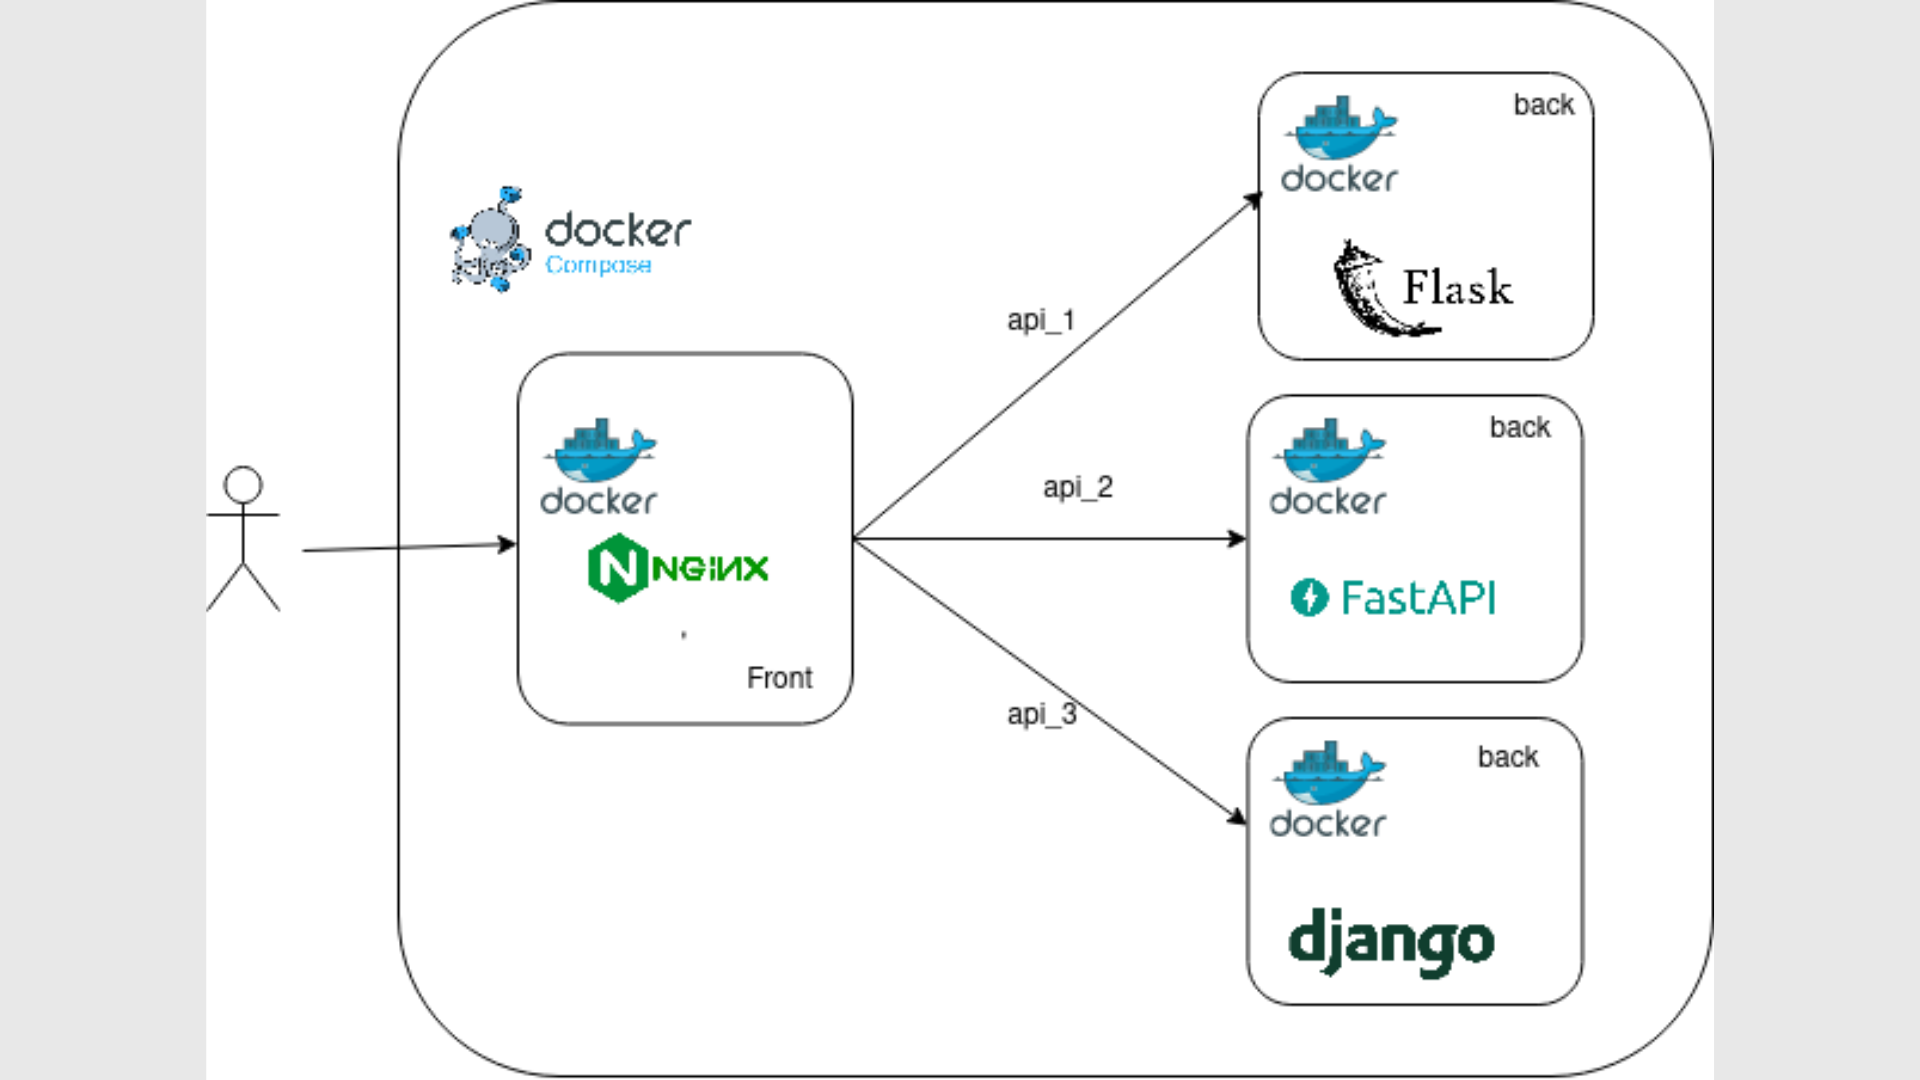 docker
Compose
docker
NGINX
Front
api_1
api_2
api_3
back
docker
Flask
back
docker
FastAPI
back
docker
django